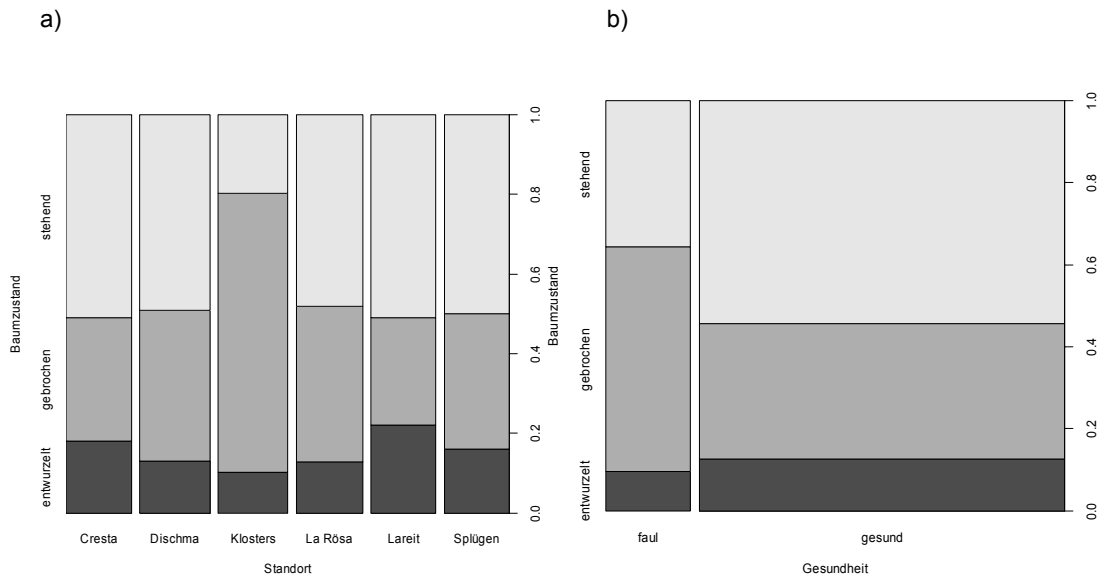 a)
Baumzustand
stehend
gebrochen
entwurzelt
1.0
0.8
0.6
0.4
0.2
0.0
Cresta Dischma Klosters La Rösa Lareit Splügen
Standort
b)
Baumzustand
stehend
gebrochen
entwurzelt
1.0
0.8
0.6
0.4
0.2
0.0
faul gesund
Gesundheit